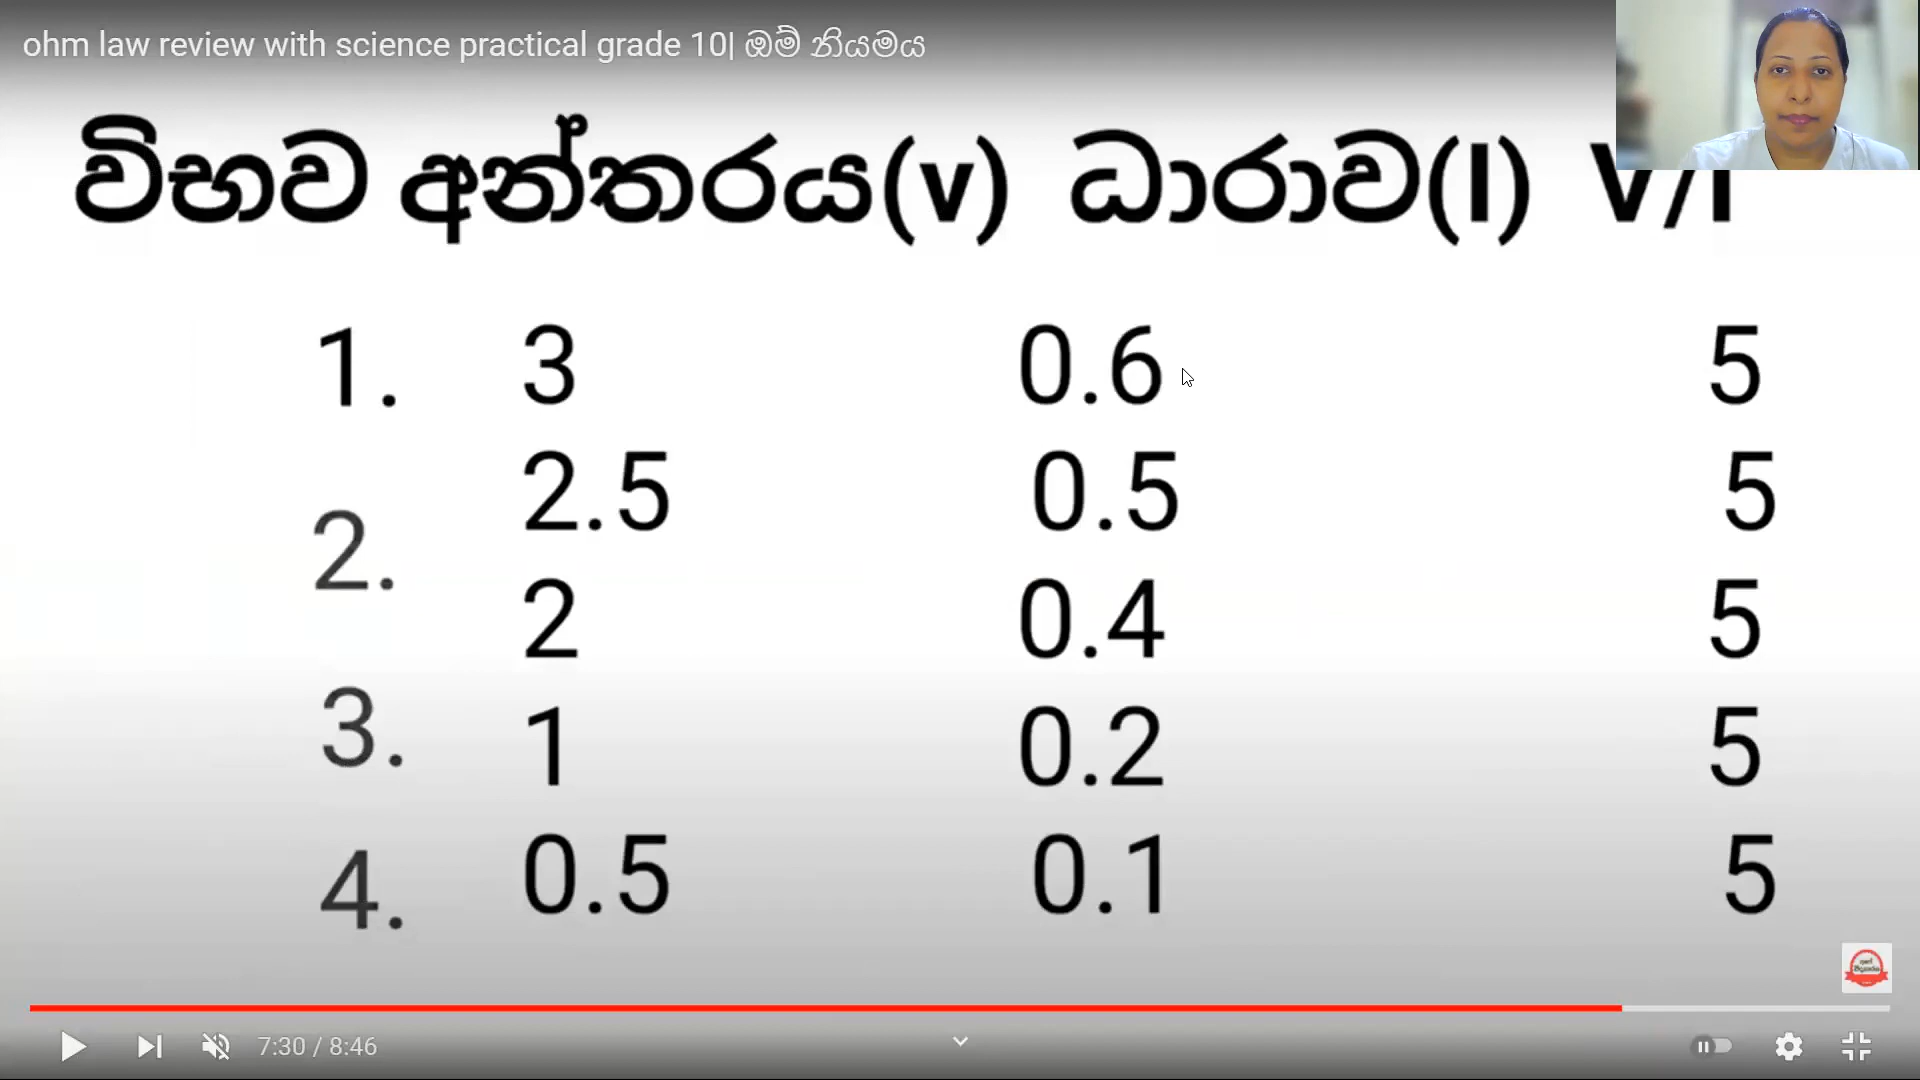 ohm law review with science practical grade 10| ඔම් නියමය
විභව අන්තරය(v) ධාරාව(I) V/I
1. 3 0.6 5
2.5 0.5 5
2.
2 0.4 5
3. 1 0.2 5
4. 0.5 0.1 5
7:30 / 8:46